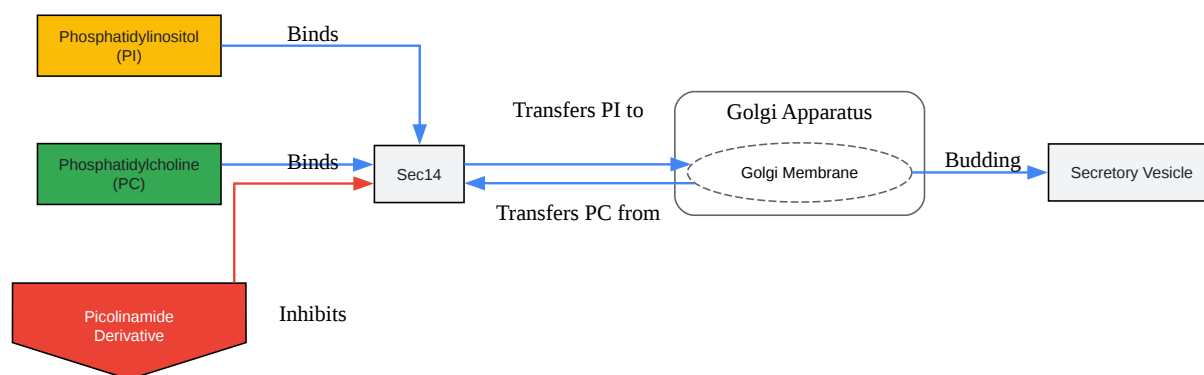 Phosphatidylinositol
(PI)
Binds
Transfers PI to
Golgi Apparatus
Phosphatidylcholine
(PC)
Binds
Sec14
Golgi Membrane
Budding
Secretory Vesicle
Transfers PC from
Picolinamide
Derivative
Inhibits